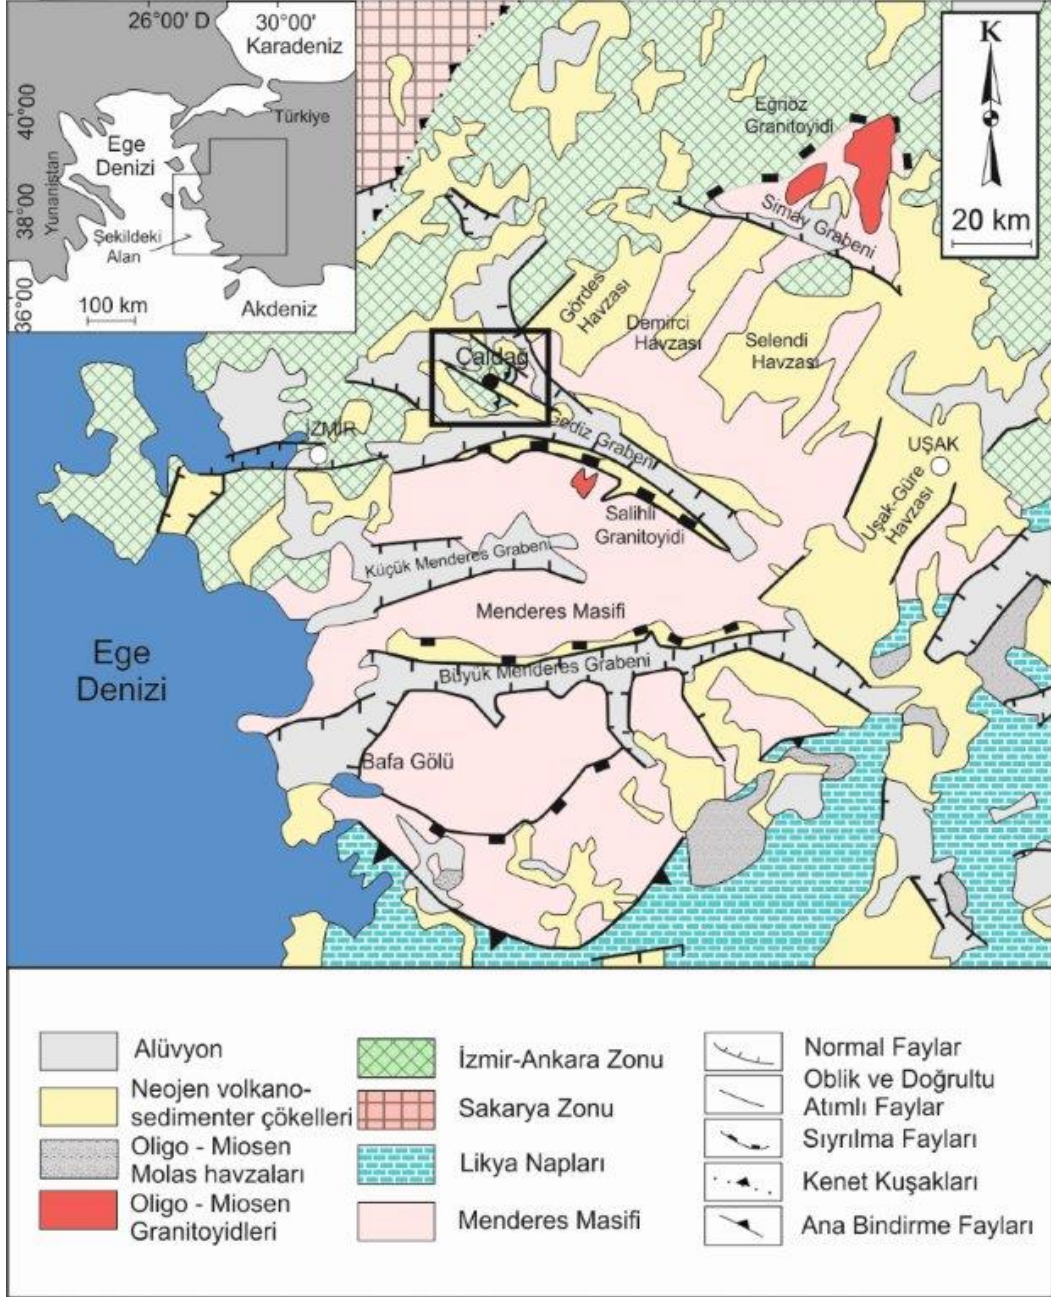 26°00' D
30°00'
Karadeniz
40°00
Türkiye
Ege
Denizi
Yunanistan
38°00
Şekildeki
Alan
36°00
100 km
Akdeniz
K
20 km
Eğriöz
Granitoyidi
Simav Grabeni
Gördes
Havzası
Demirci
Havzası
Selendi
Havzası
Çaldağ
İZMİR
Gediz Grabeni
UŞAK
Uşak-Güre
Havzası
Salihli
Granitoyidi
Küçük Menderes Grabeni
Menderes Masifi
Ege
Denizi
Büyük Menderes Grabeni
Bafa Gölü
Alüvyon
Neojen volkano-
sedimenter çökelleri
Oligo - Miosen
Molas havzaları
Oligo - Miosen
Granitoyidleri
İzmir-Ankara Zonu
Sakarya Zonu
Likya Napları
Menderes Masifi
Normal Faylar
Oblik ve Doğrultu
Atımlı Faylar
Sıyrılma Fayları
Kenet Kuşakları
Ana Bindirme Fayları